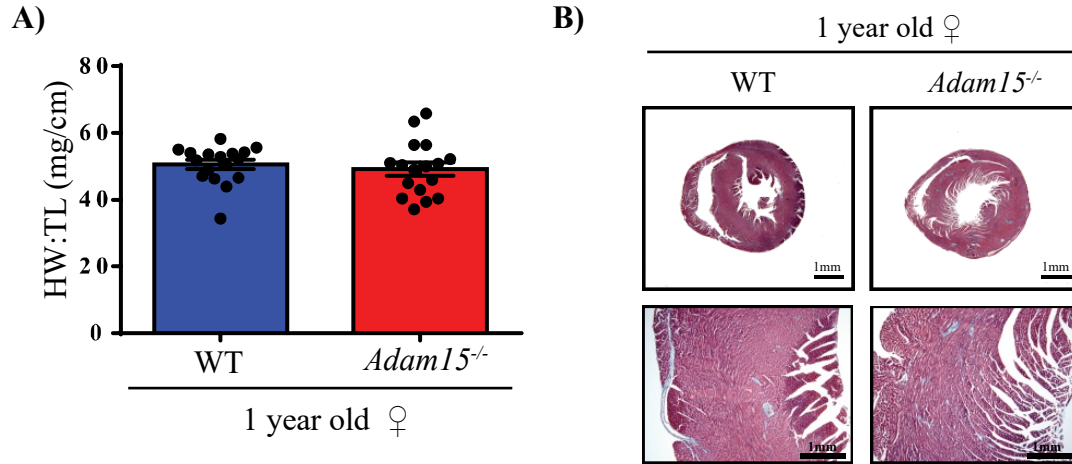 A)
HW:TL (mg/cm)
80
60
40
20
0
WT
Adam15-/-
1 year old ♀
B)
1 year old ♀
WT
Adam15-/-
1mm
1mm
1mm
1mm